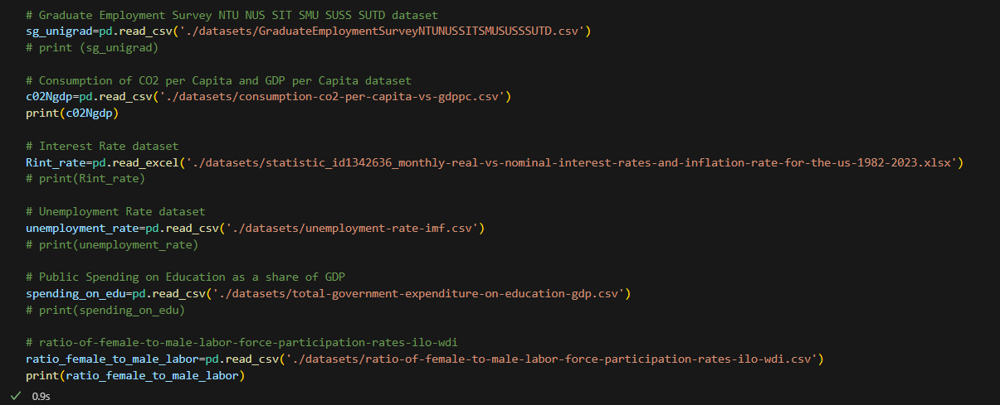 # Graduate Employment Survey NTU NUS SIT SMU SUSS SUTD dataset
sg_unigrad=pd.read_csv('./datasets/GraduateEmploymentSurveyNTUNUSSITSMUSUSSSUTD.csv')
# print (sg_unigrad)
# Consumption of CO2 per Capita and GDP per Capita dataset
c02Ngdp=pd.read_csv('./datasets/consumption-co2-per-capita-vs-gdppc.csv')
print(c02Ngdp)
# Interest Rate dataset
Rint_rate=pd.read_excel('./datasets/statistic_id1342636_monthly-real-vs-nominal-interest-rates-and-inflation-rate-for-the-us-1982-2023.xlsx')
# print(Rint_rate)
# Unemployment Rate dataset
unemployment_rate=pd.read_csv('./datasets/unemployment-rate-imf.csv')
# print(unemployment_rate)
# Public Spending on Education as a share of GDP
spending_on_edu=pd.read_csv('./datasets/total-government-expenditure-on-education-gdp.csv')
# print(spending_on_edu)
# ratio-of-female-to-male-labor-force-participation-rates-ilo-wdi
ratio_female_to_male_labor=pd.read_csv('./datasets/ratio-of-female-to-male-labor-force-participation-rates-ilo-wdi.csv')
print(ratio_female_to_male_labor)
0.9s